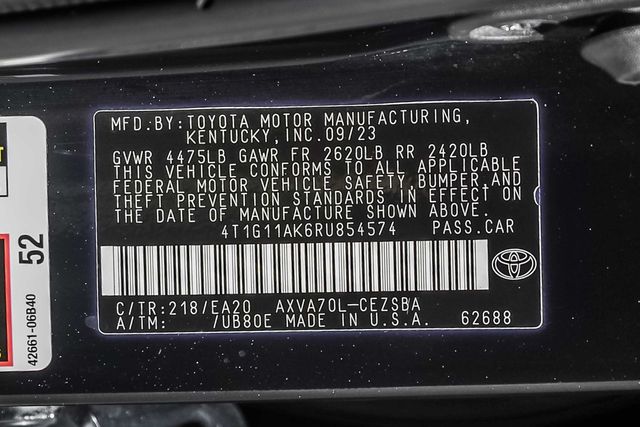 MFD.BY:TOYOTA MOTOR MANUFACTURING,
KENTUCKY,INC.09/23
GVWR 4475LB GAWR FR 2620LB RR 2420LB
THIS VEHICLE CONFORMS TO ALL APPLICABLE
FEDERAL MOTOR VEHICLE SAFETY,BUMPER,AND
THEFT PREVENTION STANDARDS IN EFFECT ON
THE DATE OF MANUFACTURE SHOWN ABOVE.
4T1G11AK6RU854574 PASS.CAR
C/TR:218/EA20 AXVA70L-CEZSBA
A/TM: /UB80E MADE IN U.S.A. 62688
52
42661-06B40